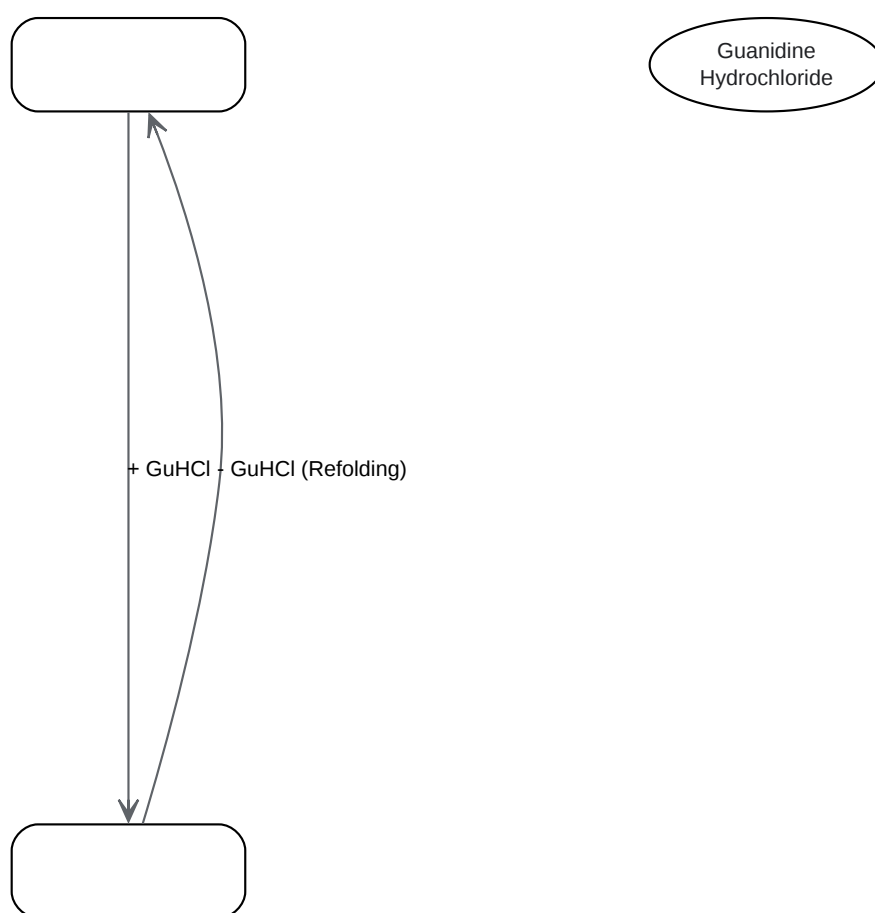 Guanidine
Hydrochloride
+ GuHCl
- GuHCl (Refolding)